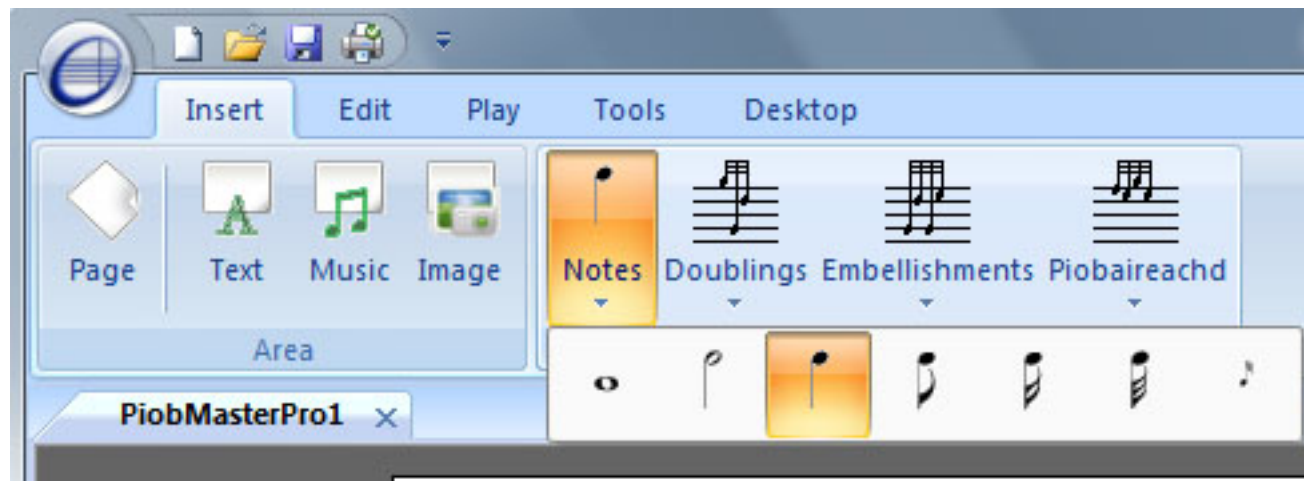 Insert Edit Play Tools Desktop
Page Text Music Image Notes Doublings Embellishments Piobaireachd
Area
PiobMasterPro1